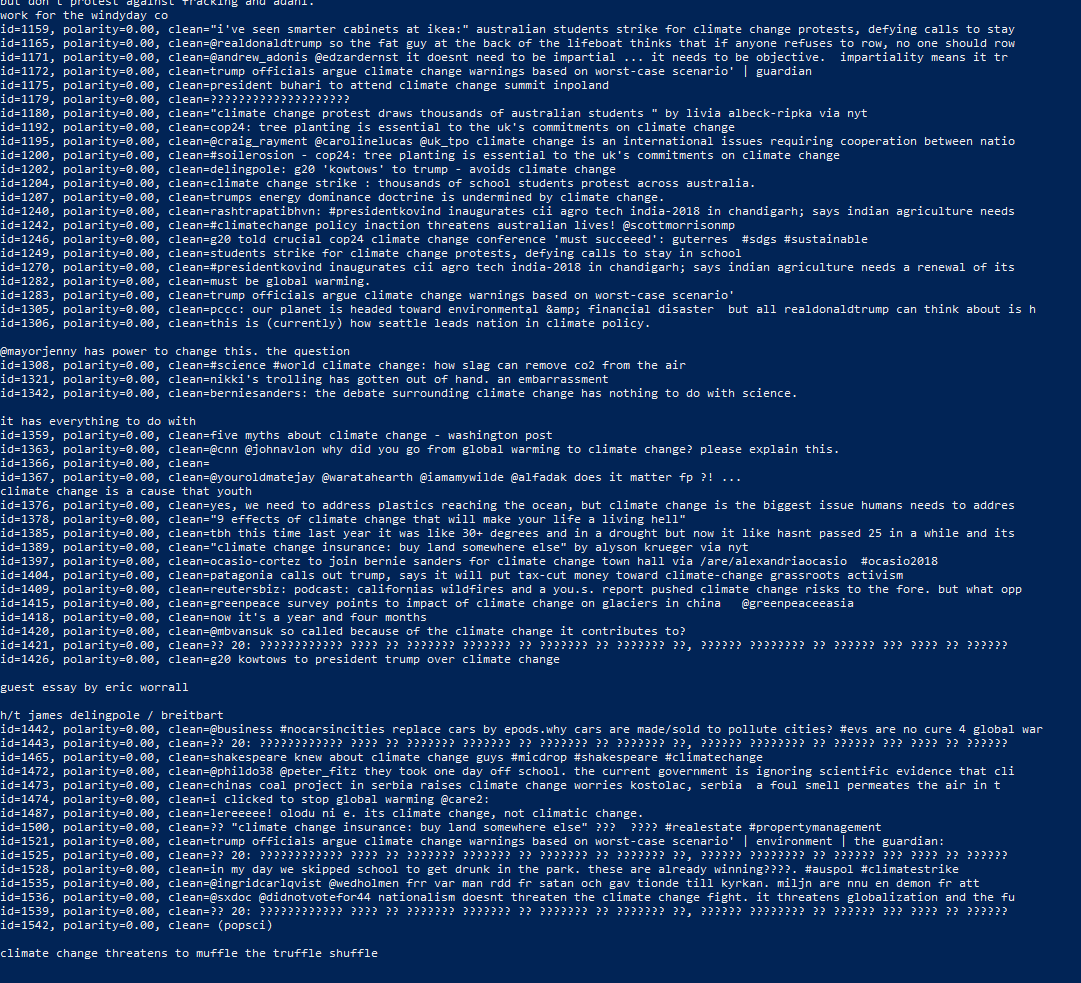 but don't protest against fracking and adani.
work for the windyday co
id=1159, polarity=0.00, clean="i've seen smarter cabinets at ikea:" australian students strike for climate change protests, defying calls to stay
id=1165, polarity=0.00, clean=@realdonaldtrump so the fat guy at the back of the lifeboat thinks that if anyone refuses to row, no one should row
id=1171, polarity=0.00, clean=@andrew_adonis @edzardernst it doesnt need to be impartial ... it needs to be objective.  impartiality means it tr
id=1172, polarity=0.00, clean=trump officials argue climate change warnings based on worst-case scenario' | guardian
id=1175, polarity=0.00, clean=president buhari to attend climate change summit inpoland
id=1179, polarity=0.00, clean=????????????????????
id=1180, polarity=0.00, clean="climate change protest draws thousands of australian students " by livia albeck-ripka via nyt
id=1192, polarity=0.00, clean=cop24: tree planting is essential to the uk's commitments on climate change
id=1195, polarity=0.00, clean=@craig_rayment @carolinelucas @uk_tpo climate change is an international issues requiring cooperation between natio
id=1200, polarity=0.00, clean=#soilerosion - cop24: tree planting is essential to the uk's commitments on climate change
id=1202, polarity=0.00, clean=delingpole: g20 'kowtows' to trump - avoids climate change
id=1204, polarity=0.00, clean=climate change strike : thousands of school students protest across australia.
id=1207, polarity=0.00, clean=trumps energy dominance doctrine is undermined by climate change.
id=1240, polarity=0.00, clean=rashtrapatibhvn: #presidentkovind inaugurates cii agro tech india-2018 in chandigarh; says indian agriculture needs
id=1242, polarity=0.00, clean=#climatechange policy inaction threatens australian lives! @scottmorrisonmp
id=1246, polarity=0.00, clean=g20 told crucial cop24 climate change conference 'must succeeed': guterres  #sdgs #sustainable
id=1249, polarity=0.00, clean=students strike for climate change protests, defying calls to stay in school
id=1270, polarity=0.00, clean=#presidentkovind inaugurates cii agro tech india-2018 in chandigarh; says indian agriculture needs a renewal of its
id=1282, polarity=0.00, clean=must be global warming.
id=1283, polarity=0.00, clean=trump officials argue climate change warnings based on worst-case scenario'
id=1305, polarity=0.00, clean=pccc: our planet is headed toward environmental &amp; financial disaster  but all realdonaldtrump can think about is h
id=1306, polarity=0.00, clean=this is (currently) how seattle leads nation in climate policy.
@mayorjenny has power to change this. the question
id=1308, polarity=0.00, clean=#science #world climate change: how slag can remove co2 from the air
id=1321, polarity=0.00, clean=nikki's trolling has gotten out of hand. an embarrassment
id=1342, polarity=0.00, clean=berniesanders: the debate surrounding climate change has nothing to do with science.
it has everything to do with
id=1359, polarity=0.00, clean=five myths about climate change - washington post
id=1363, polarity=0.00, clean=@cnn @johnavlon why did you go from global warming to climate change? please explain this.
id=1366, polarity=0.00, clean=
id=1367, polarity=0.00, clean=@youroldmatejay @waratahearth @iamamywilde @alfadak does it matter fp ?! ...
climate change is a cause that youth
id=1376, polarity=0.00, clean=yes, we need to address plastics reaching the ocean, but climate change is the biggest issue humans needs to addres
id=1378, polarity=0.00, clean="9 effects of climate change that will make your life a living hell"
id=1385, polarity=0.00, clean=tbh this time last year it was like 30+ degrees and in a drought but now it like hasnt passed 25 in a while and its
id=1389, polarity=0.00, clean="climate change insurance: buy land somewhere else" by alyson krueger via nyt
id=1397, polarity=0.00, clean=ocasio-cortez to join bernie sanders for climate change town hall via /are/alexandriaocasio  #ocasio2018
id=1404, polarity=0.00, clean=patagonia calls out trump, says it will put tax-cut money toward climate-change grassroots activism
id=1409, polarity=0.00, clean=reutersbiz: podcast: californias wildfires and a you.s. report pushed climate change risks to the fore. but what opp
id=1415, polarity=0.00, clean=greenpeace survey points to impact of climate change on glaciers in china   @greenpeaceeasia
id=1418, polarity=0.00, clean=now it's a year and four months
id=1420, polarity=0.00, clean=@mbvansuk so called because of the climate change it contributes to?
id=1421, polarity=0.00, clean=?? 20: ???????????? ???? ?? ??????? ??????? ?? ??????? ?? ??????? ??, ?????? ???????? ?? ?????? ??? ???? ?? ??????
id=1426, polarity=0.00, clean=g20 kowtows to president trump over climate change
guest essay by eric worrall
h/t james delingpole / breitbart
id=1442, polarity=0.00, clean=@business #nocarsincities replace cars by epods.why cars are made/sold to pollute cities? #evs are no cure 4 global war
id=1443, polarity=0.00, clean=?? 20: ???????????? ???? ?? ??????? ??????? ?? ??????? ?? ??????? ??, ?????? ???????? ?? ?????? ??? ???? ?? ??????
id=1465, polarity=0.00, clean=shakespeare knew about climate change guys #micdrop #shakespeare #climatechange
id=1472, polarity=0.00, clean=@phildo38 @peter_fitz they took one day off school. the current government is ignoring scientific evidence that cli
id=1473, polarity=0.00, clean=chinas coal project in serbia raises climate change worries kostolac, serbia  a foul smell permeates the air in t
id=1474, polarity=0.00, clean=i clicked to stop global warming @care2:
id=1487, polarity=0.00, clean=lereeeee! olodu ni e. its climate change, not climatic change.
id=1500, polarity=0.00, clean=?? "climate change insurance: buy land somewhere else" ???  ???? #realestate #propertymanagement
id=1521, polarity=0.00, clean=trump officials argue climate change warnings based on worst-case scenario' | environment | the guardian:
id=1525, polarity=0.00, clean=?? 20: ???????????? ???? ?? ??????? ??????? ?? ??????? ?? ??????? ??, ?????? ???????? ?? ?????? ??? ???? ?? ??????
id=1528, polarity=0.00, clean=in my day we skipped school to get drunk in the park. these are already winning????. #auspol #climatestrike
id=1535, polarity=0.00, clean=@ingridcarlqvist @wedholmen frr var man rdd fr satan och gav tionde till kyrkan. miljn are nnu en demon fr att
id=1536, polarity=0.00, clean=@sxdoc @didnotvotefor44 nationalism doesnt threaten the climate change fight. it threatens globalization and the fu
id=1539, polarity=0.00, clean=?? 20: ???????????? ???? ?? ??????? ??????? ?? ??????? ?? ??????? ??, ?????? ???????? ?? ?????? ??? ???? ?? ??????
id=1542, polarity=0.00, clean= (popsci)
climate change threatens to muffle the truffle shuffle